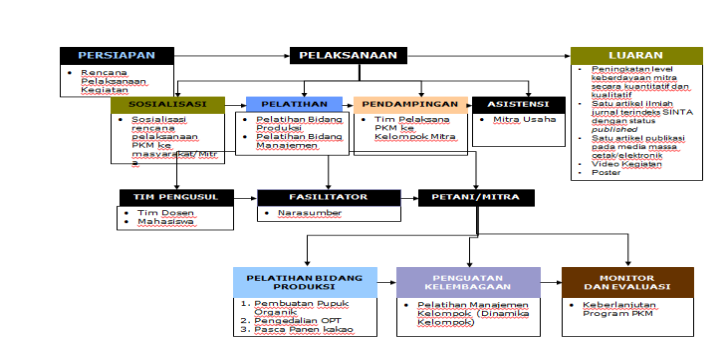 PERSIAPAN
• Rencana
Pelaksanaan
Kegiatan
PELAKSANAAN
LUARAN
- Peningkatan level
keberdayaan mitra
secara kuantitatif dan
kualitatif
- Satu artikel ilmiah
jurnal terindeks SINTA
dengan status
published
- Satu artikel publikasi
pada media massa
cetak/elektronik
- Video Kegiatan
- Poster
SOSIALISASI
• Sosialisasi
rencana
pelaksanaan
PKM ke
masyarakat/Mitr
a
PELATIHAN
• Pelatihan Bidang
Produksi
• Pelatihan Bidang
Manajemen
PENDAMPINGAN
• Tim Pelaksana
PKM ke
Kelompok Mitra
ASISTENSI
• Mitra Usaha
TIM PENGUSUL
• Tim Dosen
• Mahasiswa
FASILITATOR
• Narasumber
PETANI/MITRA
PELATIHAN BIDANG
PRODUKSI
1. Pembuatan Pupuk
Organik
2. Pengedalian OPT
3. Pasca Panen kakao
PENGUATAN
KELEMBAGAAN
• Pelatihan Manajemen
Kelompok (Dinamika
Kelompok)
MONITOR
DAN EVALUASI
• Keberlanjutan
Program PKM